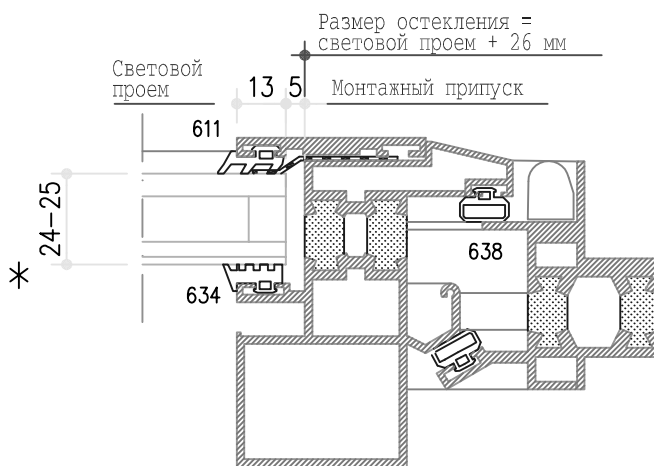 Размер остекления =
световой проем + 26 мм
Световой
проем
13
5
Монтажный припуск
611
24-25
*
634
638